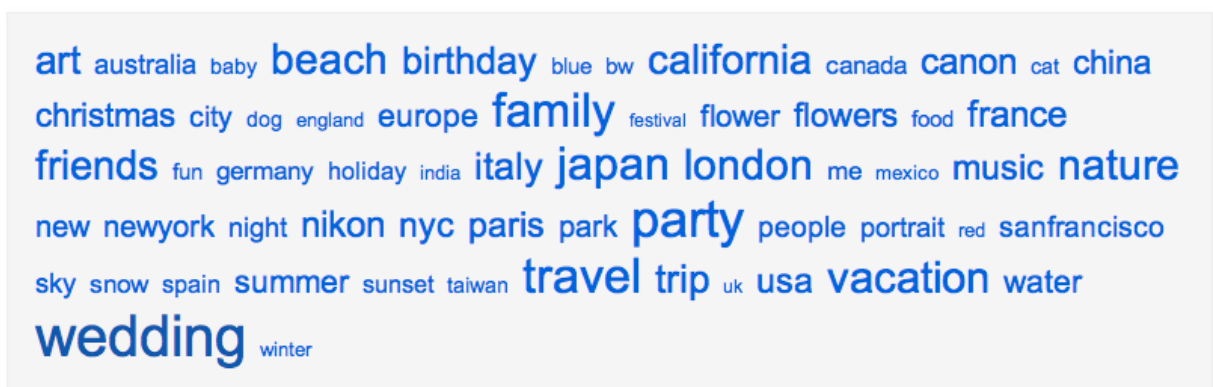 art australia baby beach birthday blue bw california canada canon cat china
christmas city dog england europe family festival flower flowers food france
friends fun germany holiday india italy japan london me mexico music nature
new newyork night nikon nyc paris park party people portrait red sanfrancisco
sky snow spain summer sunset taiwan travel trip uk usa vacation water
wedding winter